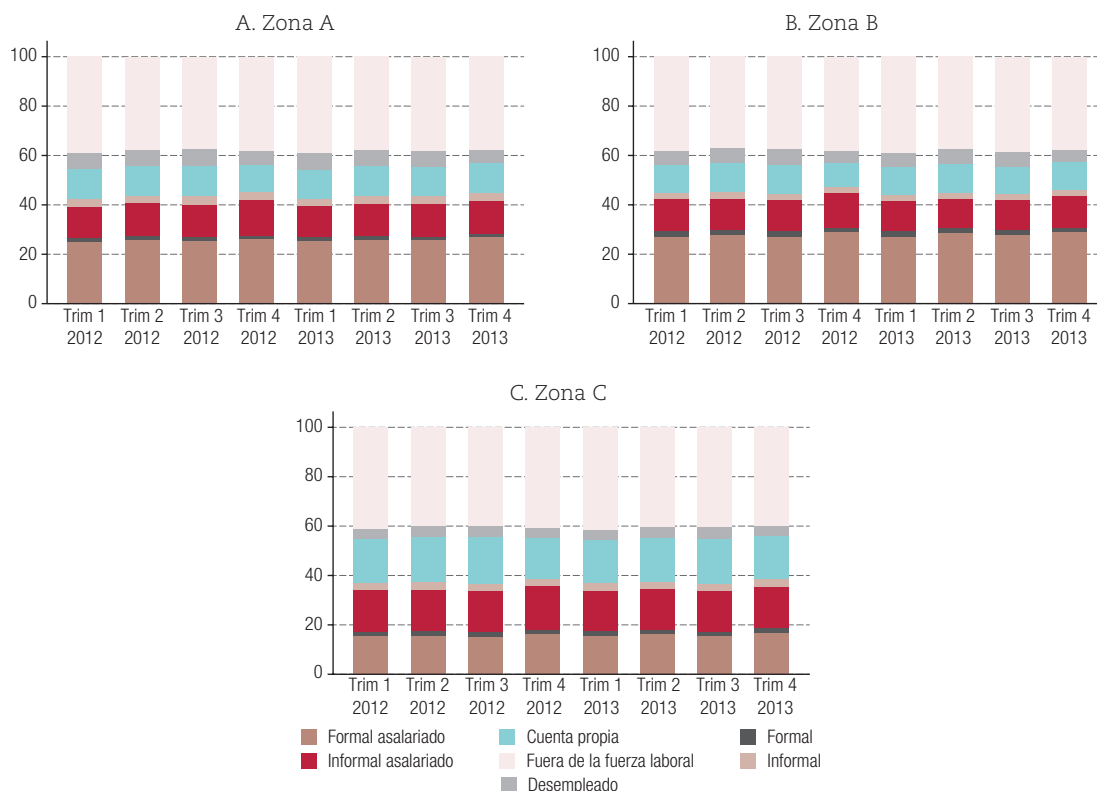 A. Zona A
100
80
60
40
20
0
Trim 1 Trim 2 Trim 3 Trim 4 Trim 1 Trim 2 Trim 3 Trim 4
2012 2012 2012 2012 2013 2013 2013 2013
B. Zona B
100
80
60
40
20
0
Trim 1 Trim 2 Trim 3 Trim 4 Trim 1 Trim 2 Trim 3 Trim 4
2012 2012 2012 2012 2013 2013 2013 2013
C. Zona C
100
80
60
40
20
0
Trim 1 Trim 2 Trim 3 Trim 4 Trim 1 Trim 2 Trim 3 Trim 4
2012 2012 2012 2012 2013 2013 2013 2013
Formal asalariado Cuenta propia Formal
Informal asalariado Fuera de la fuerza laboral Informal
Desempleado